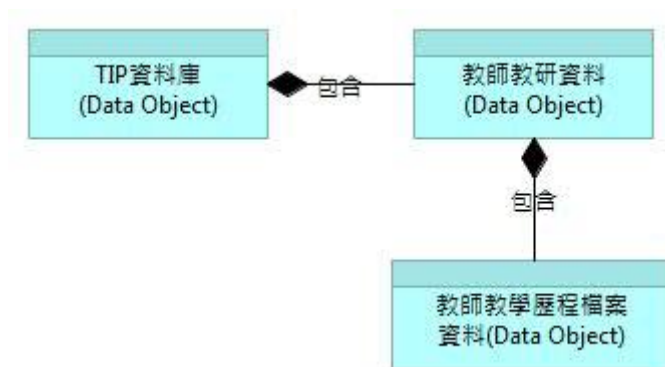 TIP資料庫
(Data Object)
包含
教師教研資料
(Data Object)
包含
教師教學歷程檔案
資料(Data Object)